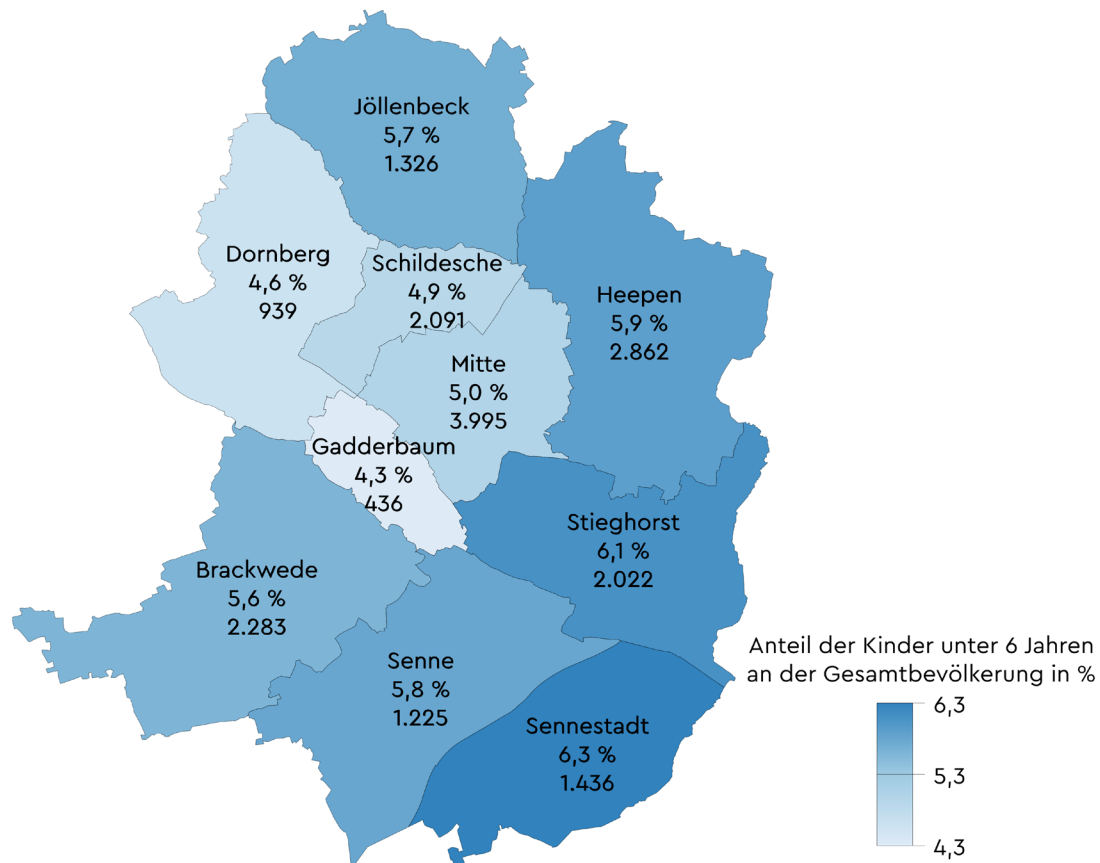 Jöllenbeck
5,7 %
1.326
Dornberg
4,6 %
939
Schildesche
4,9 %
2.091
Heepen
5,9 %
2.862
Mitte
5,0 %
3.995
Gadderbaum
4,3 %
436
Stieghorst
6,1 %
2.022
Brackwede
5,6 %
2.283
Senne
5,8 %
1.225
Sennestadt
6,3 %
1.436
Anteil der Kinder unter 6 Jahren
an der Gesamtbevölkerung in %
6,3
5,3
4,3